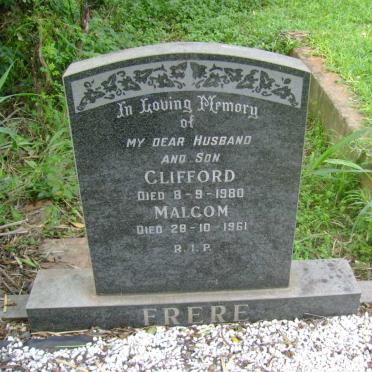 In Loving Memory
of
MY DEAR HUSBAND
AND SON
CLIFFORD
DIED 8-9-1980
MALCOM
DIED 28-10-1961
R.I.P.
FRERE